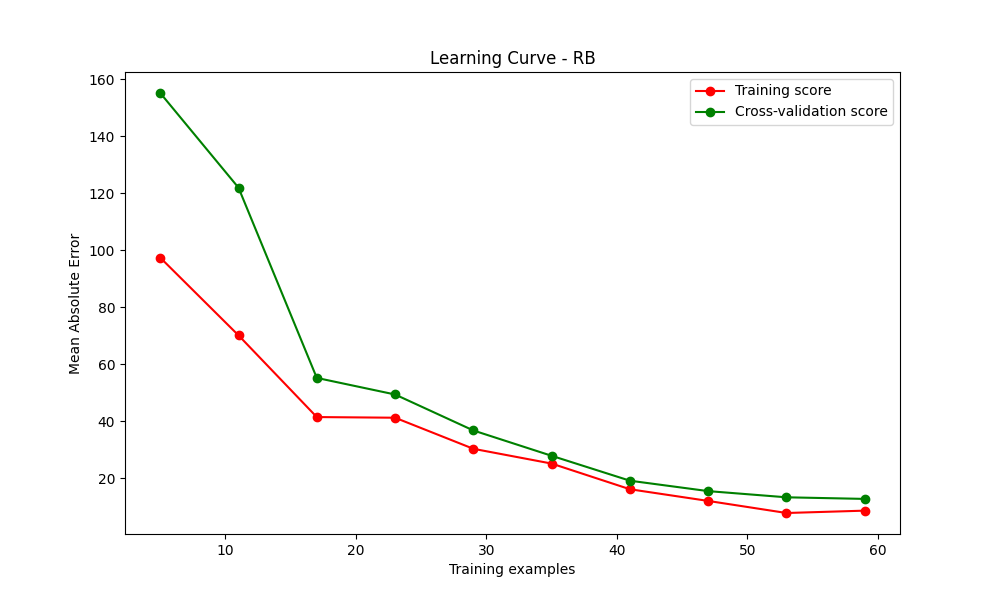 Learning Curve - RB
Training score
Cross-validation score
Mean Absolute Error
160
140
120
100
80
60
40
20
10 20 30 40 50 60
Training examples